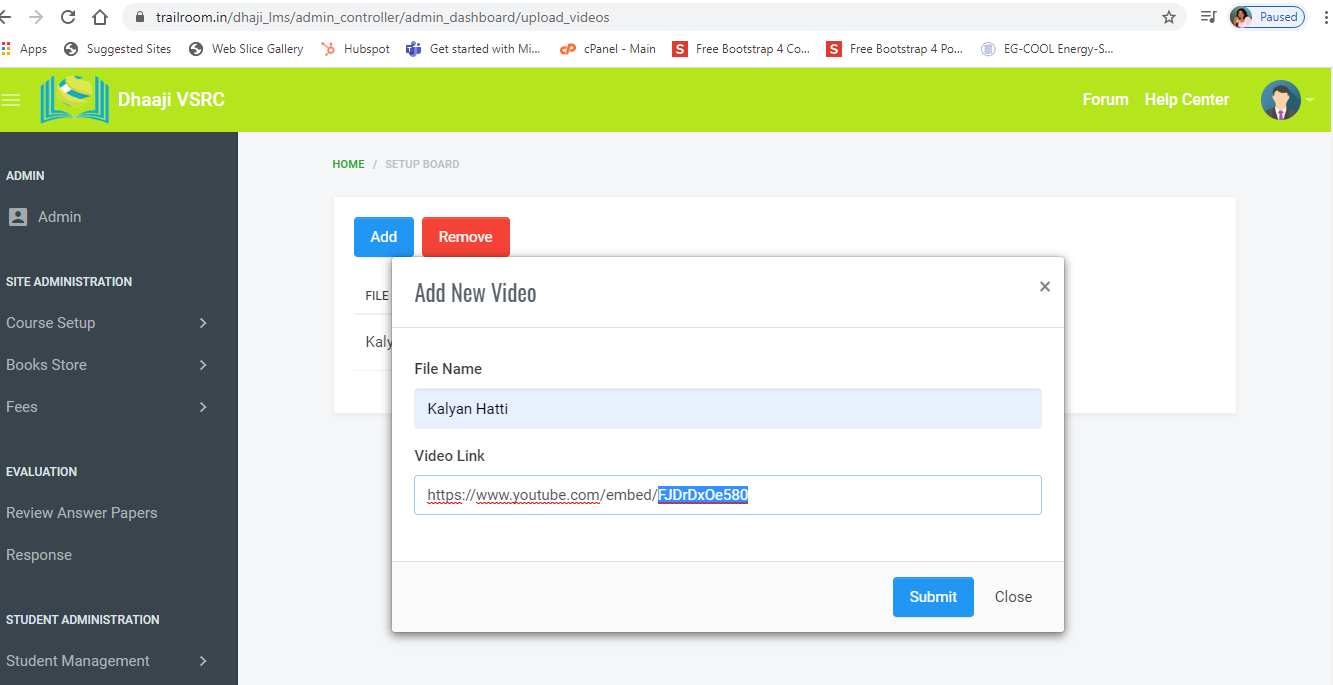 trailroom.in/dhaji_lms/admin_controller/admin_dashboard/upload_videos
Paused
Apps Suggested Sites Web Slice Gallery Hubspot Get started with Mi... cPanel - Main Free Bootstrap 4 Co... Free Bootstrap 4 Po... EG-COOL Energy-S...
Dhaaji VSRC
Forum Help Center
ADMIN
Admin
SITE ADMINISTRATION
Course Setup
Books Store
Fees
EVALUATION
Review Answer Papers
Response
STUDENT ADMINISTRATION
Student Management
HOME / SETUP BOARD
Add Remove
FILE
Kaly
Add New Video
×
File Name
Kalyan Hatti
Video Link
https://www.youtube.com/embed/FJDrDxOe580
Submit Close